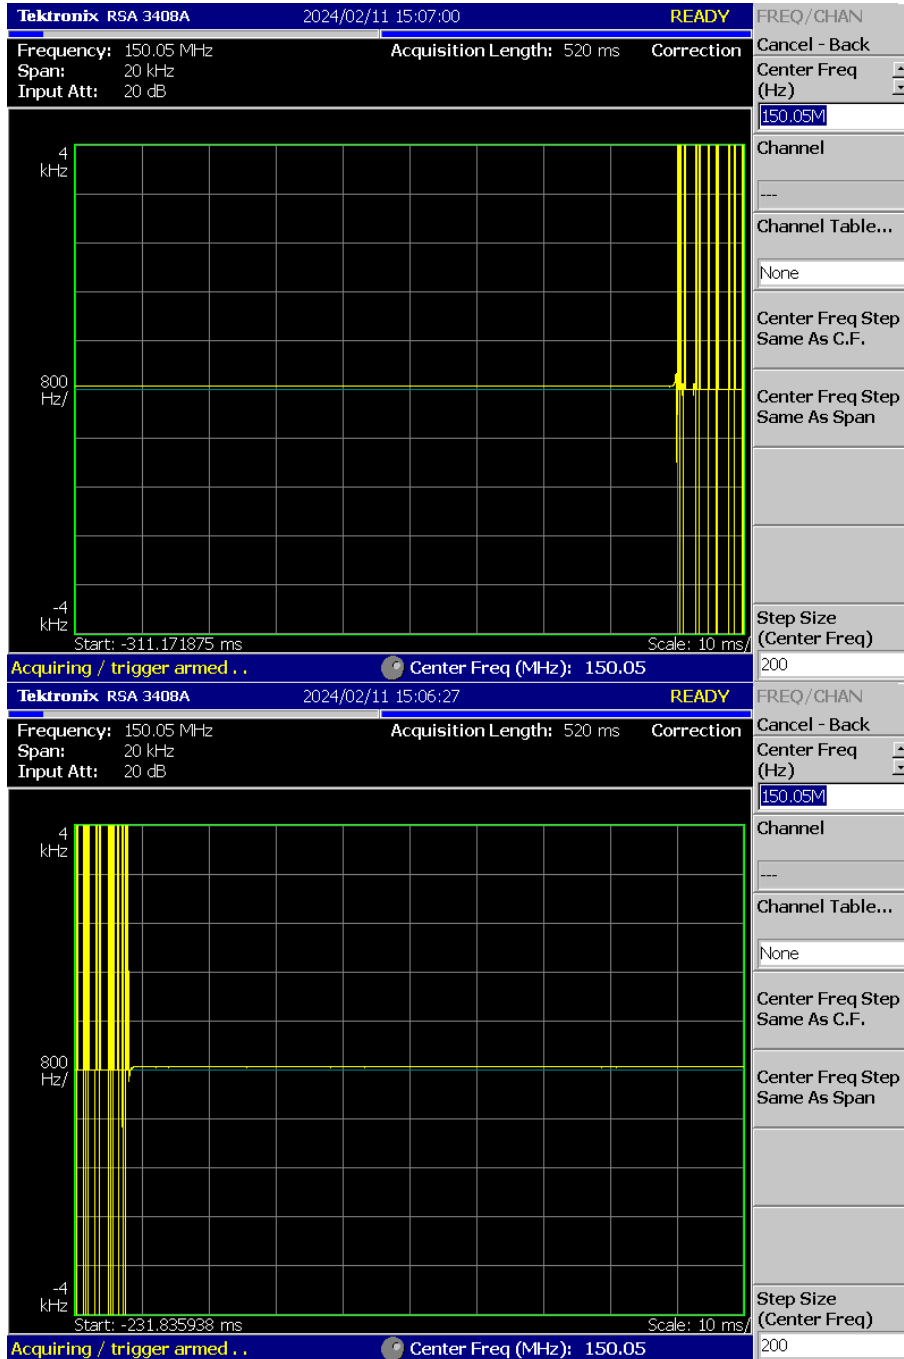 Tektronix RSA 3408A 2024/02/11 15:07:00 READY FREQ/CHAN
Frequency: 150.05 MHz Acquisition Length: 520 ms Correction Cancel - Back
Span: 20 kHz Center Freq
Input Att: 20 dB (Hz)
150.05M
4 Channel
kHz
---
Channel Table...
None
Center Freq Step
Same As C.F.
800 Center Freq Step
Hz/ Same As Span
-4 Step Size
kHz (Center Freq)
Start: -311.171875 ms Scale: 10 ms/
Acquiring / trigger armed . . Center Freq (MHz): 150.05 200
Tektronix RSA 3408A 2024/02/11 15:06:27 READY FREQ/CHAN
Frequency: 150.05 MHz Acquisition Length: 520 ms Correction Cancel - Back
Span: 20 kHz Center Freq
Input Att: 20 dB (Hz)
150.05M
4 Channel
kHz
---
Channel Table...
None
Center Freq Step
Same As C.F.
800 Center Freq Step
Hz/ Same As Span
-4 Step Size
kHz (Center Freq)
Start: -231.835938 ms Scale: 10 ms/
Acquiring / trigger armed . . Center Freq (MHz): 150.05 200